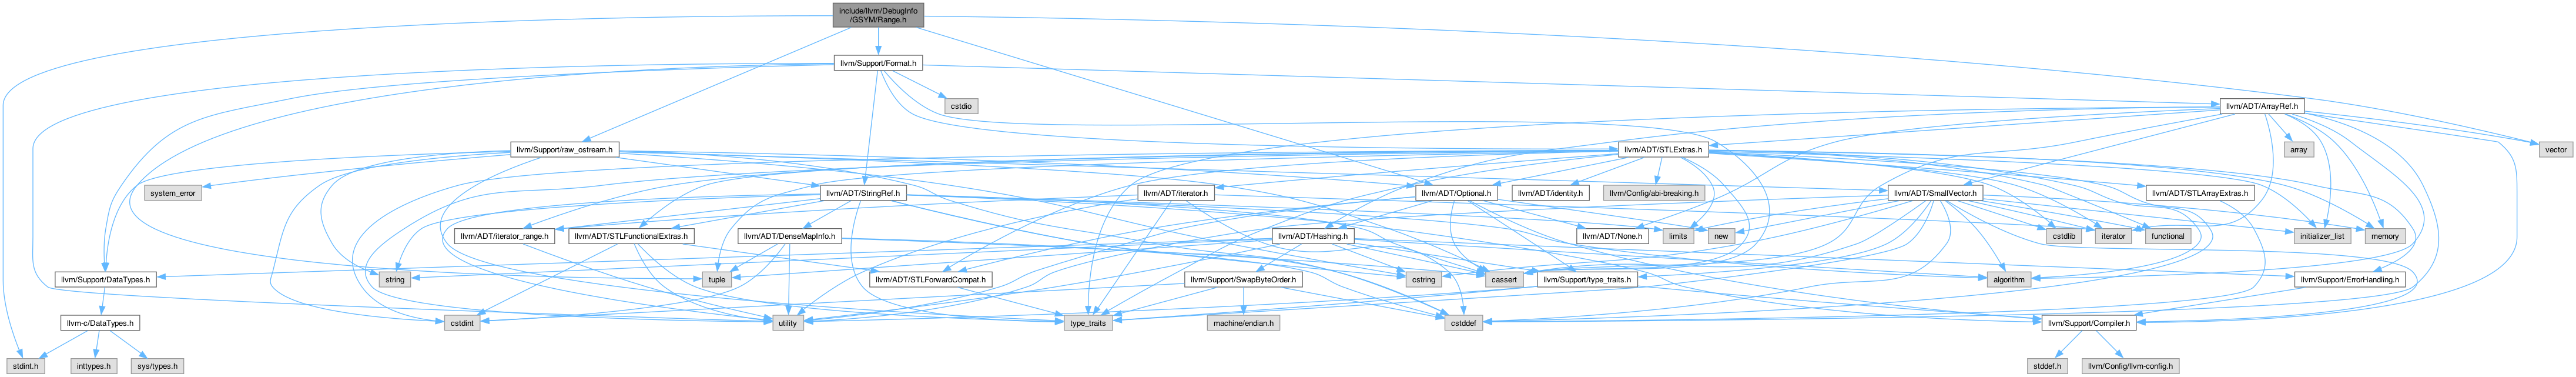 include/llvm/DebugInfo
/GSYM/Range.h
llvm/Support/Format.h
cstdio
llvm/ADT/ArrayRef.h
llvm/Support/raw_ostream.h
llvm/ADT/STLExtras.h
array
vector
system_error
llvm/ADT/StringRef.h
llvm/ADT/iterator.h
llvm/ADT/Optional.h
llvm/ADT/identity.h
llvm/Config/abi-breaking.h
llvm/ADT/SmallVector.h
llvm/ADT/STLArrayExtras.h
llvm/ADT/iterator_range.h
llvm/ADT/STLFunctionalExtras.h
llvm/ADT/DenseMapInfo.h
llvm/ADT/Hashing.h
llvm/ADT/None.h
limits
new
cstdlib
iterator
functional
initializer_list
memory
llvm/Support/DataTypes.h
string
tuple
llvm/ADT/STLForwardCompat.h
llvm/Support/SwapByteOrder.h
cstring
cassert
llvm/Support/type_traits.h
algorithm
llvm/Support/ErrorHandling.h
llvm-c/DataTypes.h
cstdint
utility
type_traits
machine/endian.h
cstddef
llvm/Support/Compiler.h
stdint.h
inttypes.h
sys/types.h
stddef.h
llvm/Config/llvm-config.h